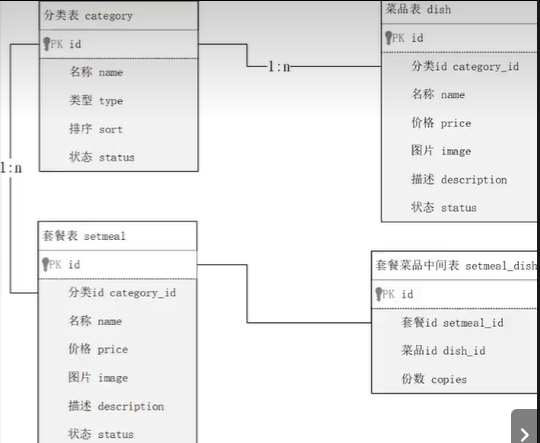 分类表 category
PK id
名称 name
类型 type
排序 sort
状态 status
1:n
菜品表 dish
PK id
分类id category_id
名称 name
价格 price
图片 image
描述 description
状态 status
1:n
套餐表 setmeal
PK id
分类id category_id
名称 name
价格 price
图片 image
描述 description
状态 status
套餐菜品中间表 setmeal_dish
PK id
套餐id setmeal_id
菜品id dish_id
份数 copies